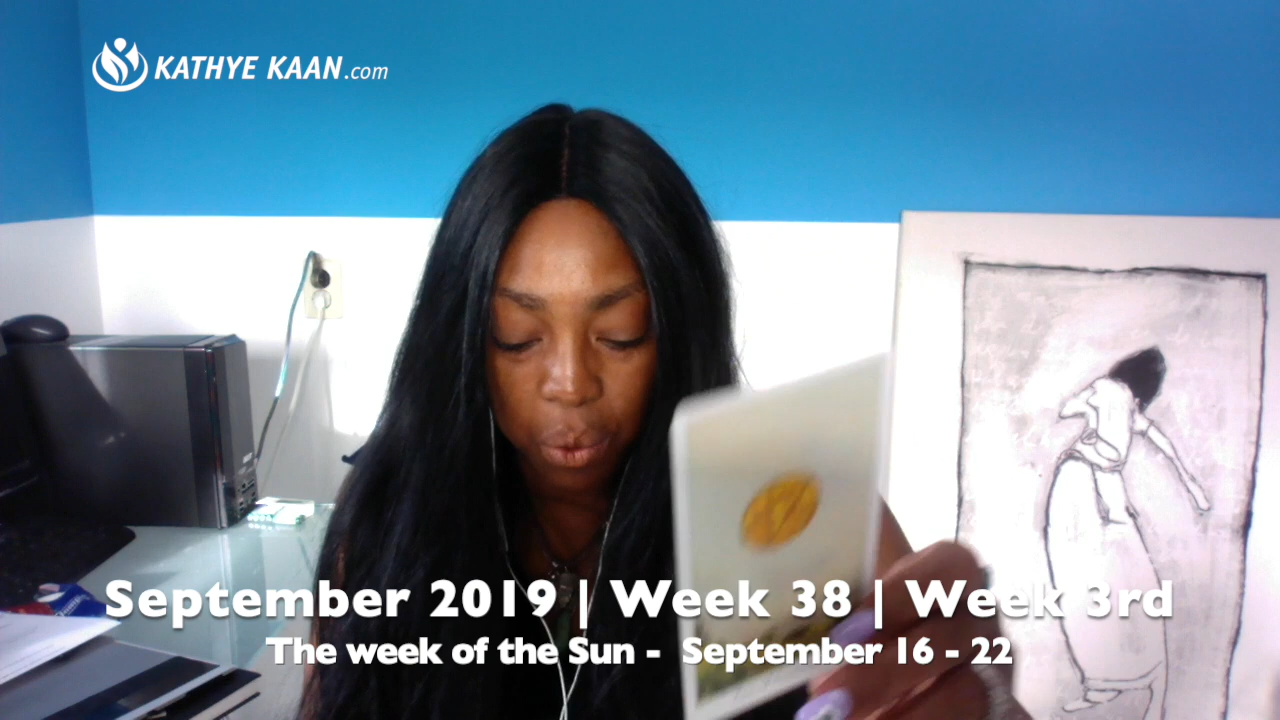 KATHYE KAAN.com
September 2019 | Week 38 | Week 3rd
The week of the Sun - September 16 - 22